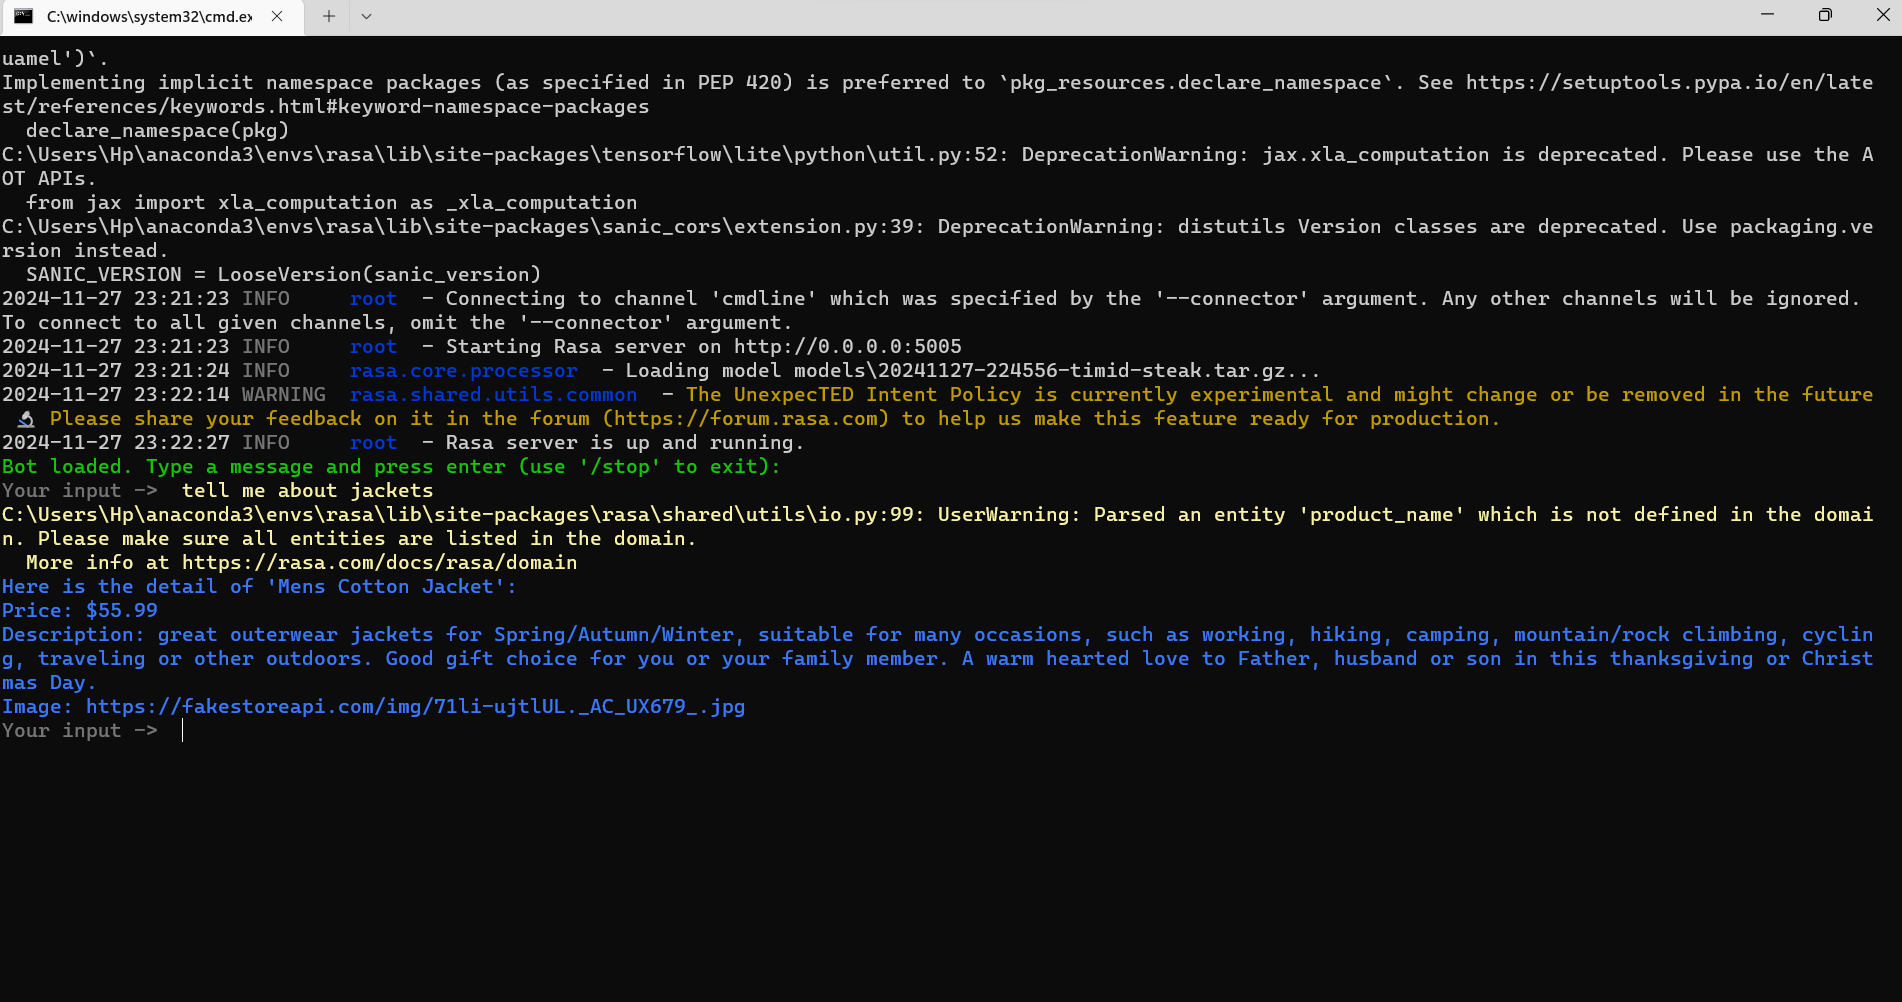 C:\windows\system32\cmd.ex
uamel')`.
Implementing implicit namespace packages (as specified in PEP 420) is preferred to `pkg_resources.declare_namespace`. See https://setuptools.pypa.io/en/late
st/references/keywords.html#keyword-namespace-packages
  declare_namespace(pkg)
C:\Users\Hp\anaconda3\envs\rasa\lib\site-packages\tensorflow\lite\python\util.py:52: DeprecationWarning: jax.xla_computation is deprecated. Please use the A
OT APIs.
  from jax import xla_computation as _xla_computation
C:\Users\Hp\anaconda3\envs\rasa\lib\site-packages\sanic_cors\extension.py:39: DeprecationWarning: distutils Version classes are deprecated. Use packaging.ve
rsion instead.
  SANIC_VERSION = LooseVersion(sanic_version)
2024-11-27 23:21:23 INFO     root  - Connecting to channel 'cmdline' which was specified by the '--connector' argument. Any other channels will be ignored.
To connect to all given channels, omit the '--connector' argument.
2024-11-27 23:21:23 INFO     root  - Starting Rasa server on http://0.0.0.0:5005
2024-11-27 23:21:24 INFO     rasa.core.processor  - Loading model models\20241127-224556-timid-steak.tar.gz...
2024-11-27 23:22:14 WARNING  rasa.shared.utils.common  - The UnexpecTED Intent Policy is currently experimental and might change or be removed in the future
🔬 Please share your feedback on it in the forum (https://forum.rasa.com) to help us make this feature ready for production.
2024-11-27 23:22:27 INFO     root  - Rasa server is up and running.
Bot loaded. Type a message and press enter (use '/stop' to exit):
Your input ->  tell me about jackets
C:\Users\Hp\anaconda3\envs\rasa\lib\site-packages\rasa\shared\utils\io.py:99: UserWarning: Parsed an entity 'product_name' which is not defined in the domai
n. Please make sure all entities are listed in the domain.
  More info at https://rasa.com/docs/rasa/domain
Here is the detail of 'Mens Cotton Jacket':
Price: $55.99
Description: great outerwear jackets for Spring/Autumn/Winter, suitable for many occasions, such as working, hiking, camping, mountain/rock climbing, cyclin
g, traveling or other outdoors. Good gift choice for you or your family member. A warm hearted love to Father, husband or son in this thanksgiving or Christ
mas Day.
Image: https://fakestoreapi.com/img/71li-ujtlUL._AC_UX679_.jpg
Your input ->